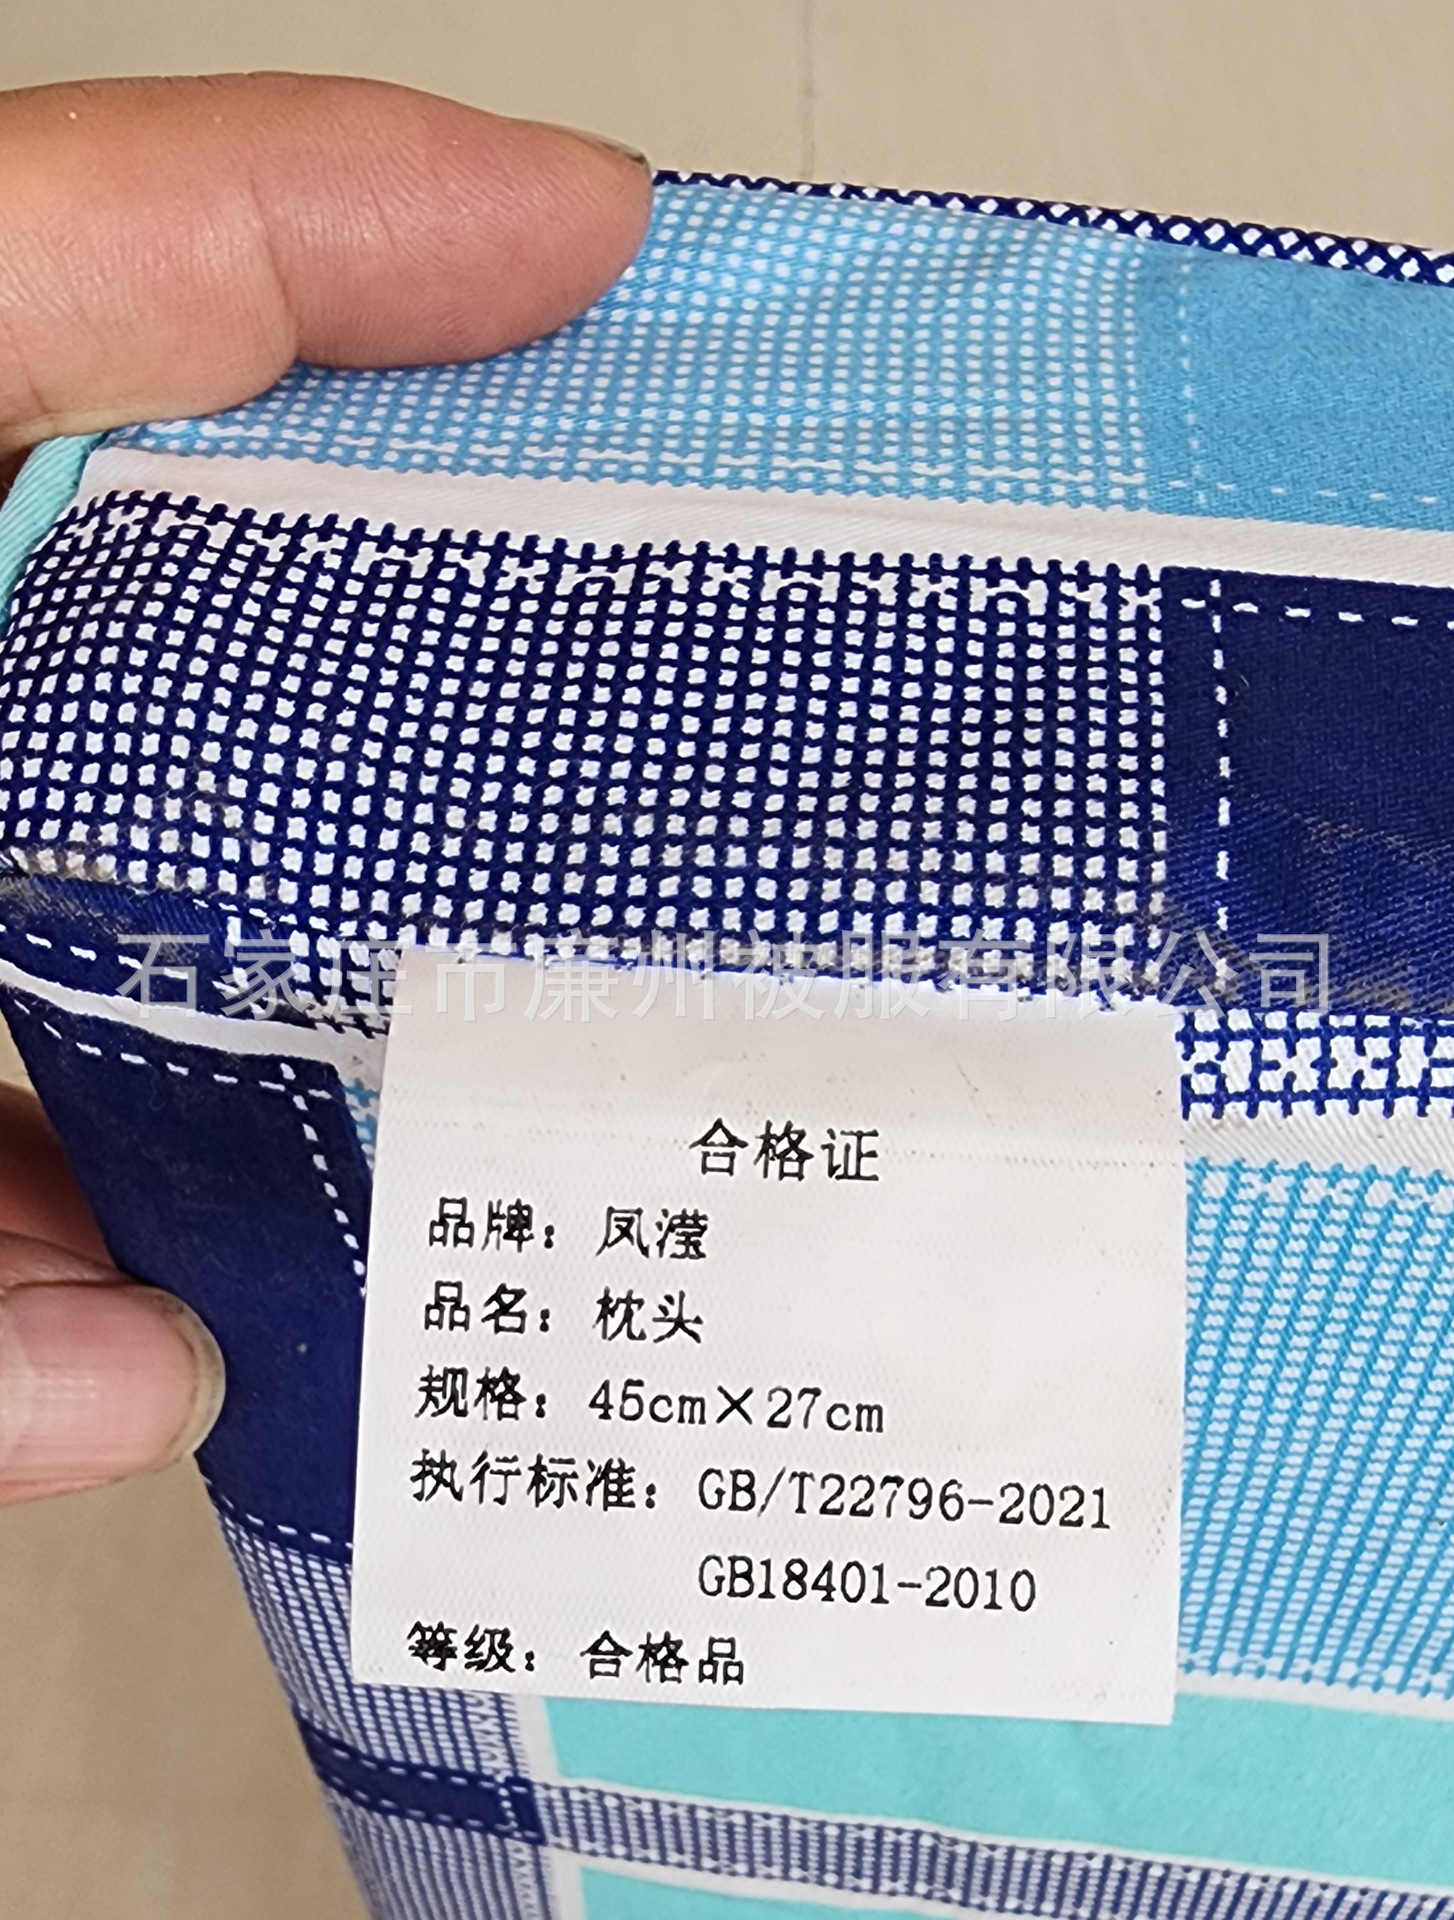 石家庄市廉州被服有限公司
合格证
品牌：凤滢
品名：枕头
规格：45cm×27cm
执行标准：GB/T22796-2021
GB18401-2010
等级：合格品